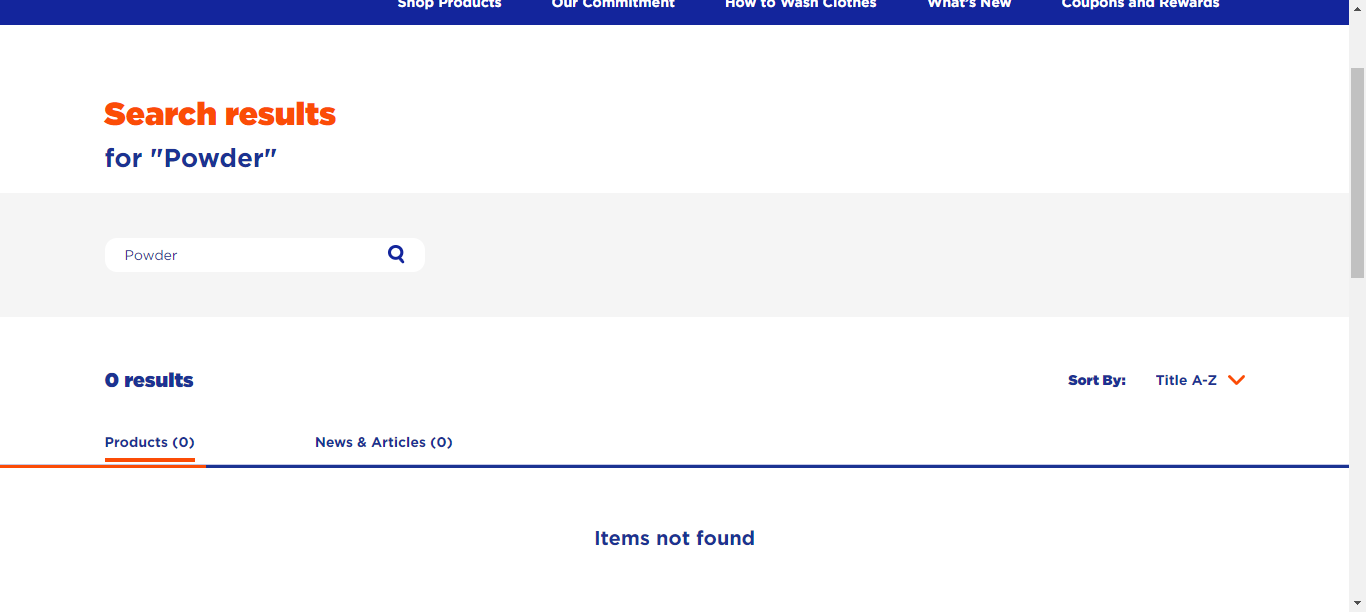 Shop Products Our Commitment How to Wash Clothes What's New Coupons and Rewards
Search results
for "Powder"
Powder
0 results Sort By: Title A-Z
Products (0) News & Articles (0)
Items not found